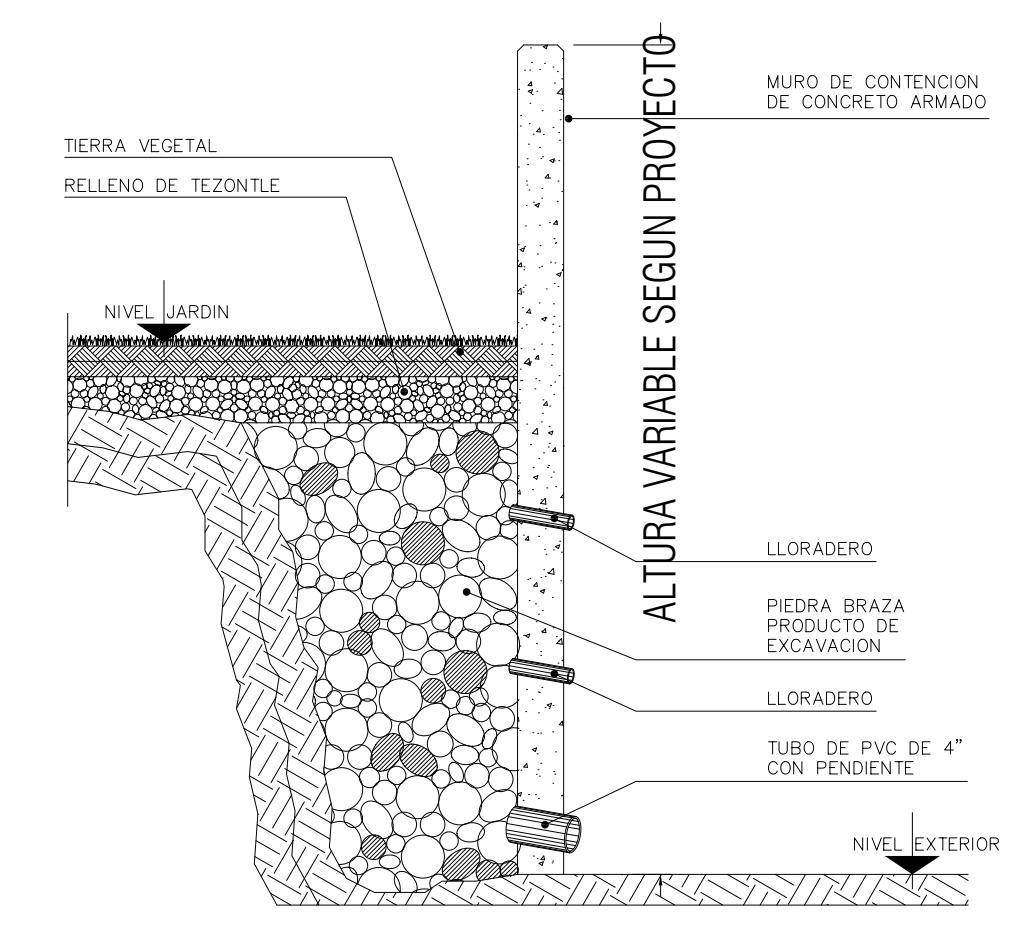 MURO DE CONTENCION
DE CONCRETO ARMADO
TIERRA VEGETAL
RELLENO DE TEZONTLE
NIVEL JARDIN
ALTURA VARIABLE SEGUN PROYECTO
LLORADERO
PIEDRA BRAZA
PRODUCTO DE
EXCAVACION
LLORADERO
TUBO DE PVC DE 4"
CON PENDIENTE
NIVEL EXTERIOR